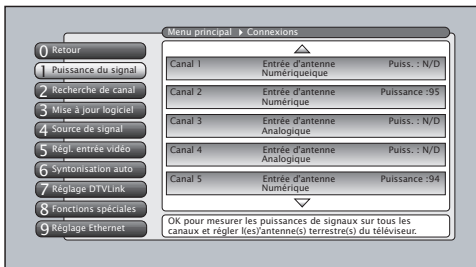 Menu principal ▶ Connexions
0 Retour
1 Puissance du signal
2 Recherche de canal
3 Mise à jour logiciel
4 Source de signal
5 Régl. entrée vidéo
6 Syntonisation auto
7 Réglage DTVLink
8 Fonctions spéciales
9 Réglage Ethernet
Canal 1 Entrée d'antenne Puiss. : N/D
Numériqueique
Canal 2 Entrée d'antenne Puissance :95
Numérique
Canal 3 Entrée d'antenne Puiss. : N/D
Analogique
Canal 4 Entrée d'antenne Puiss. : N/D
Analogique
Canal 5 Entrée d'antenne Puissance :94
Numérique
OK pour mesurer les puissances de signaux sur tous les
canaux et régler l(es)'antenne(s) terrestre(s) du téléviseur.